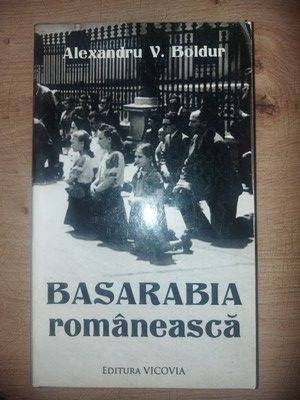 Alexandru V. Boldur
BASARABIA
românească
EDITURA VICOVIA